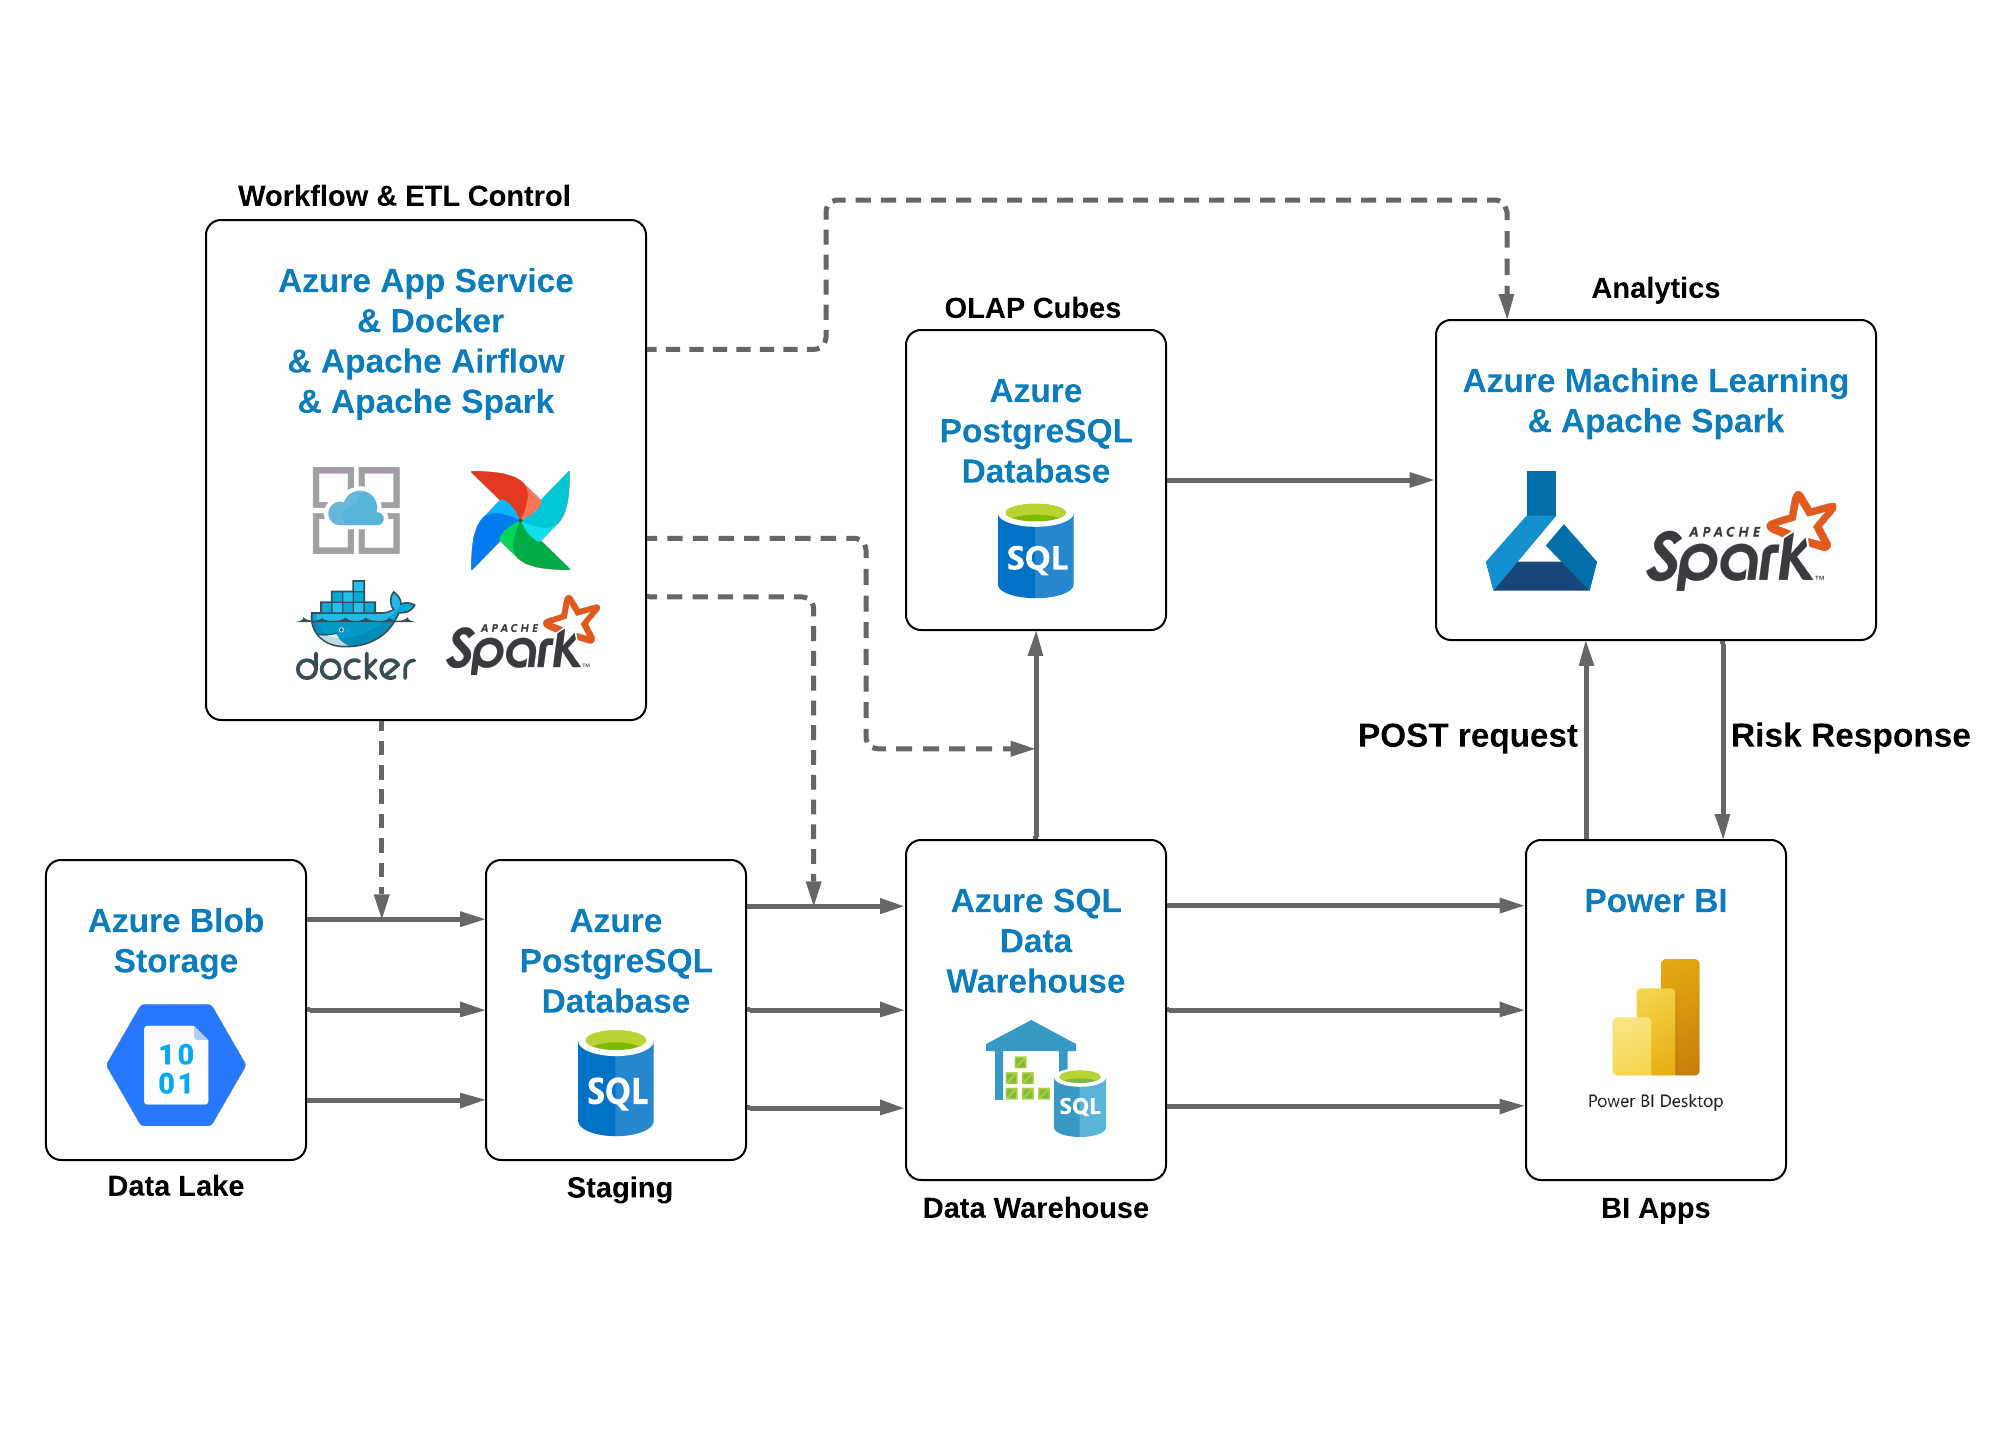 Workflow & ETL Control
Azure App Service
& Docker
& Apache Airflow
& Apache Spark
docker
APACHE
Spark™
OLAP Cubes
Azure
PostgreSQL
Database
SQL
Analytics
Azure Machine Learning
& Apache Spark
APACHE
Spark™
POST request
Risk Response
Azure Blob
Storage
10
01
Data Lake
Azure
PostgreSQL
Database
SQL
Staging
Azure SQL
Data
Warehouse
SQL
Data Warehouse
Power BI
Power BI Desktop
BI Apps